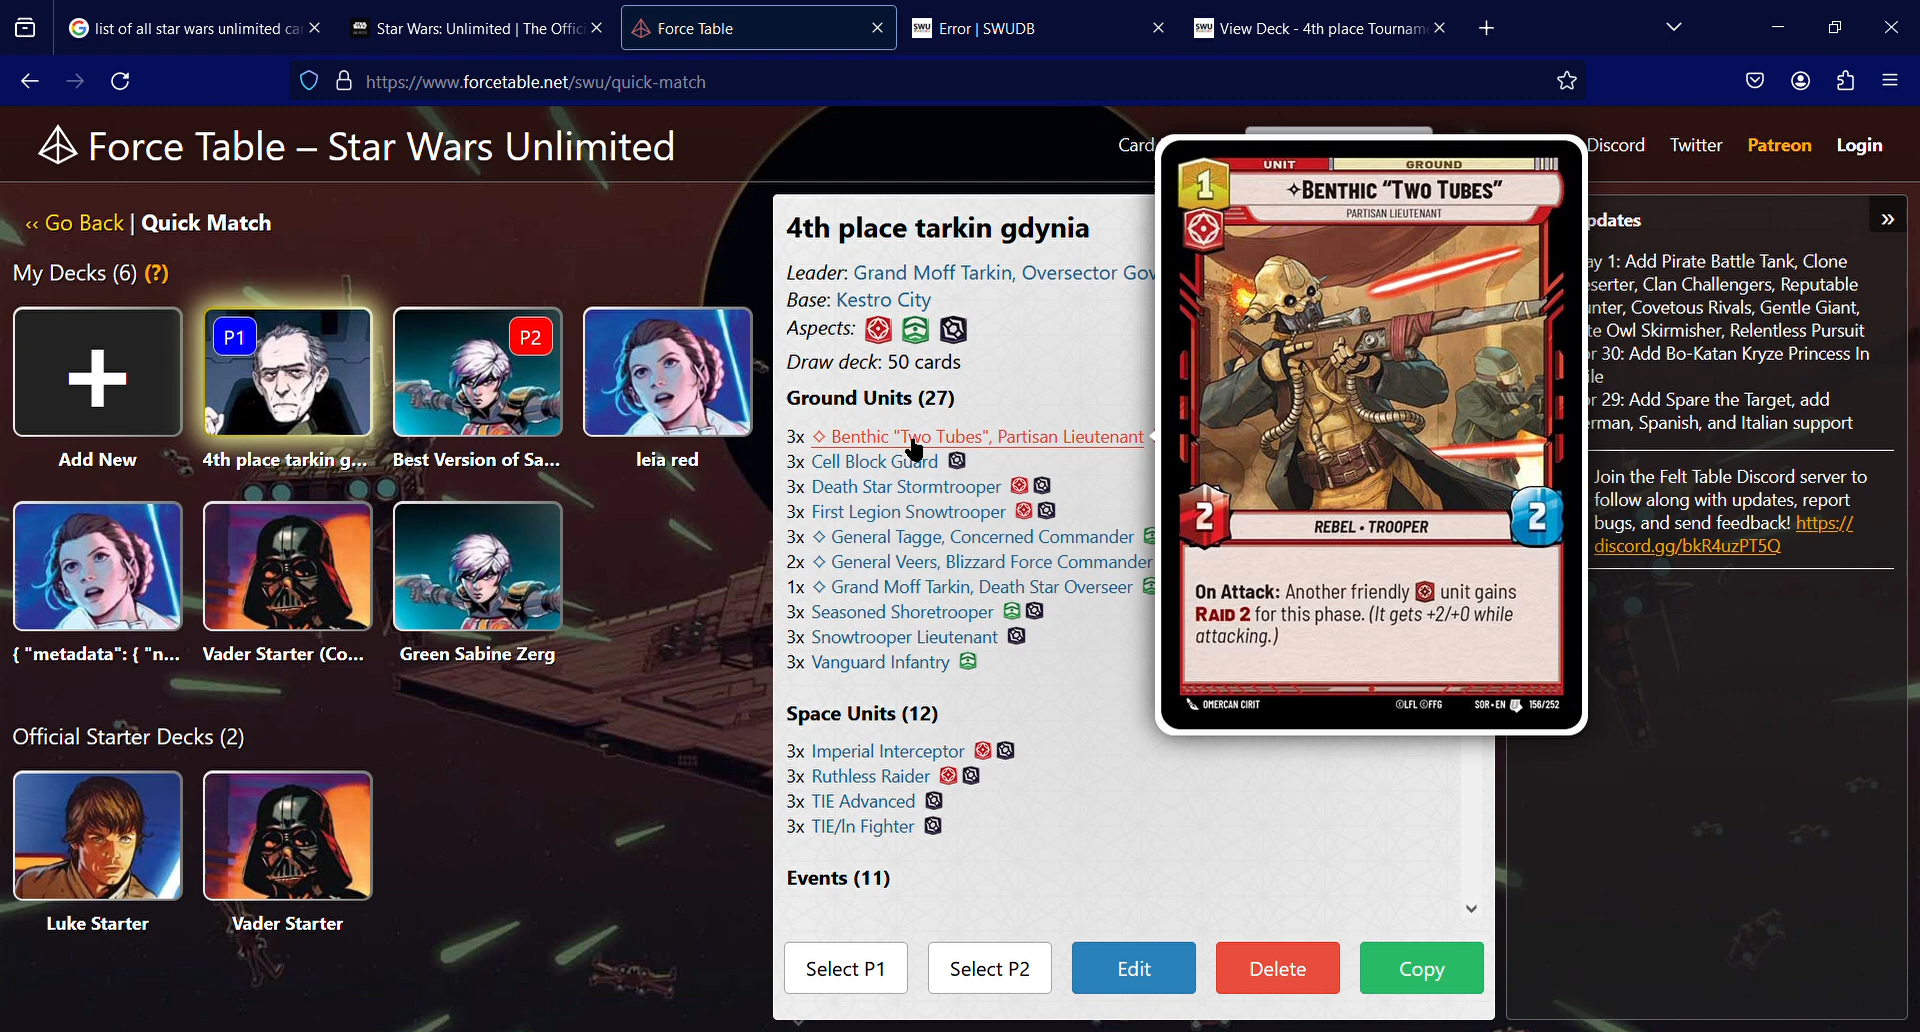 list of all star wars unlimited car
Star Wars: Unlimited | The Offic
Force Table
Error | SWUDB
View Deck - 4th place Tournam
https://www.forcetable.net/swu/quick-match
Force Table – Star Wars Unlimited
Card
Discord
Twitter
Patreon
Login
‹‹ Go Back | Quick Match
My Decks (6) (?)
Add New
P1
4th place tarkin g...
P2
Best Version of Sa...
leia red
{ "metadata": { "n...
Vader Starter (Co...
Green Sabine Zerg
Official Starter Decks (2)
Luke Starter
Vader Starter
4th place tarkin gdynia
Leader: Grand Moff Tarkin, Oversector Gov
Base: Kestro City
Aspects:
Draw deck: 50 cards
Ground Units (27)
3x Benthic "Two Tubes", Partisan Lieutenant
3x Cell Block Guard
3x Death Star Stormtrooper
3x First Legion Snowtrooper
3x General Tagge, Concerned Commander
2x General Veers, Blizzard Force Commander
1x Grand Moff Tarkin, Death Star Overseer
3x Seasoned Shoretrooper
3x Snowtrooper Lieutenant
3x Vanguard Infantry
Space Units (12)
3x Imperial Interceptor
3x Ruthless Raider
3x TIE Advanced
3x TIE/ln Fighter
Events (11)
Select P1
Select P2
Edit
Delete
Copy
UNIT
GROUND
1
BENTHIC “TWO TUBES”
PARTISAN LIEUTENANT
2
REBEL • TROOPER
2
On Attack: Another friendly unit gains
RAID 2 for this phase. (It gets +2/+0 while
attacking.)
OMERCAN CIRIT
©LFL ©FFG
SOR • EN
156/252
pdates
»
ay 1: Add Pirate Battle Tank, Clone
eserter, Clan Challengers, Reputable
unter, Covetous Rivals, Gentle Giant,
te Owl Skirmisher, Relentless Pursuit
or 30: Add Bo-Katan Kryze Princess In
ile
or 29: Add Spare the Target, add
erman, Spanish, and Italian support
Join the Felt Table Discord server to
follow along with updates, report
bugs, and send feedback! https://
discord.gg/bkR4uzPT5Q